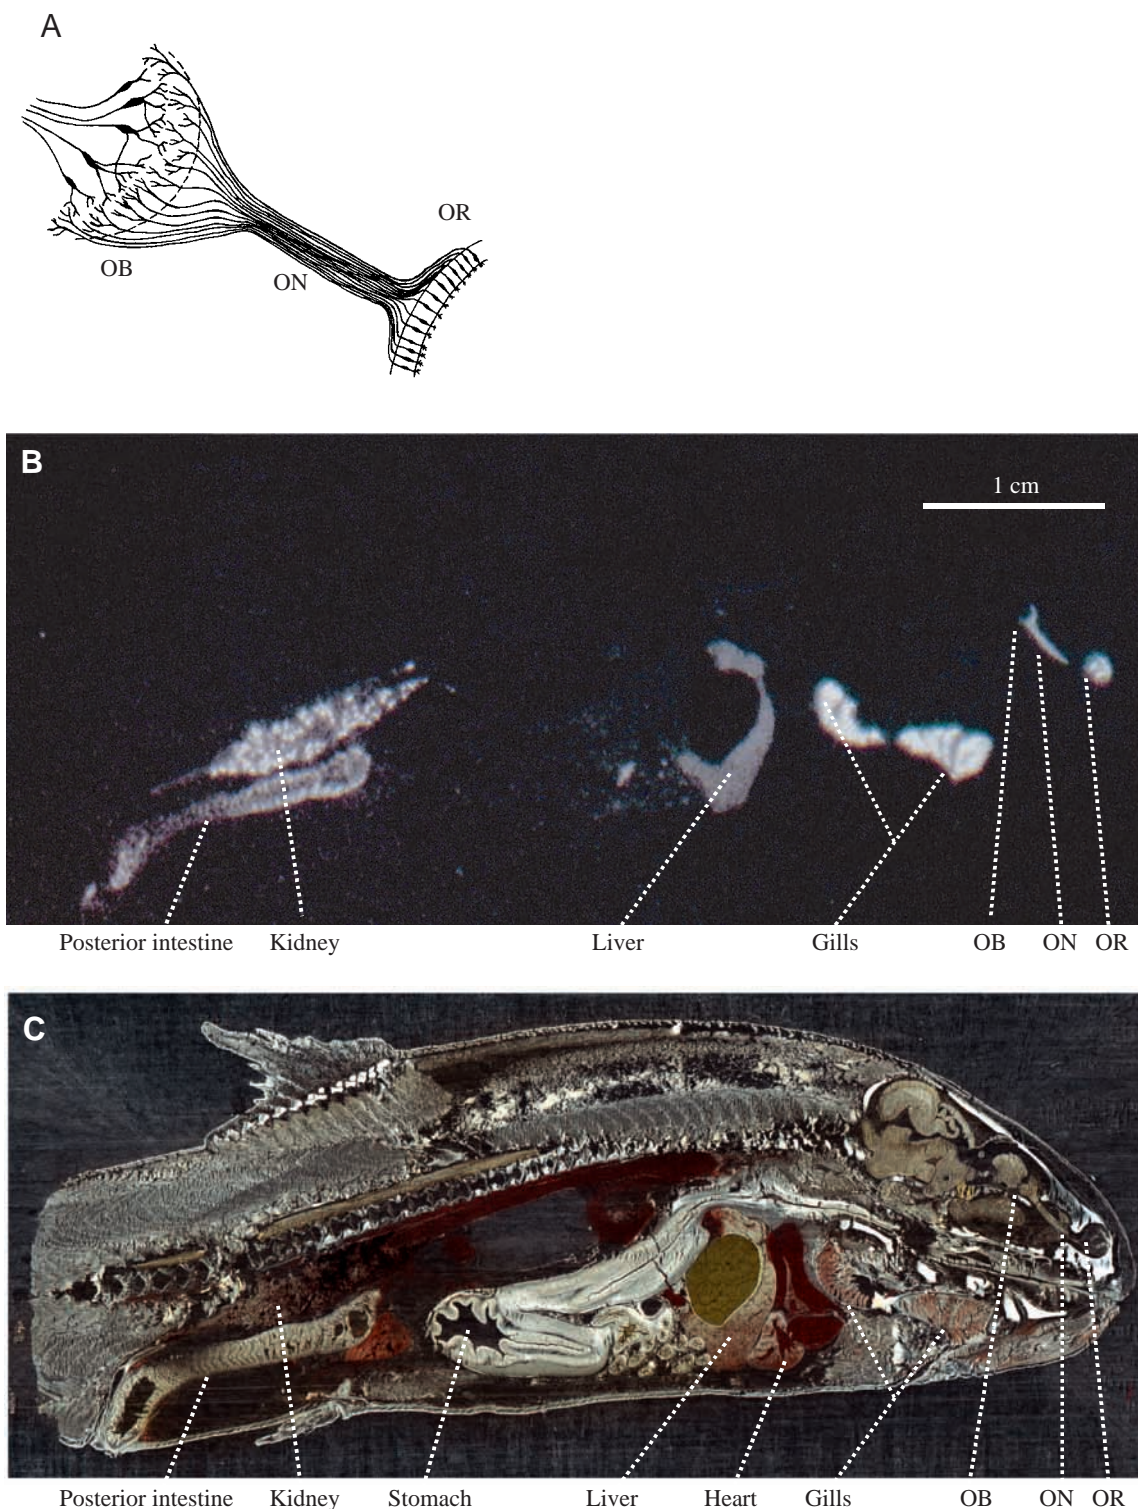 A
OR
OB
ON
B
1 cm
Posterior intestine Kidney Liver Gills OB ON OR
C
Posterior intestine Kidney Stomach Liver Heart Gills OB ON OR